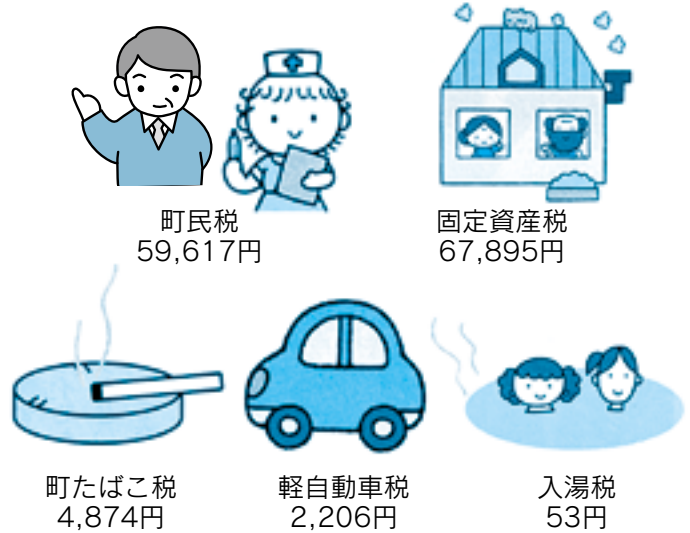 町民税
59,617円
固定資産税
67,895円
町たばこ税
4,874円
軽自動車税
2,206円
入湯税
53円